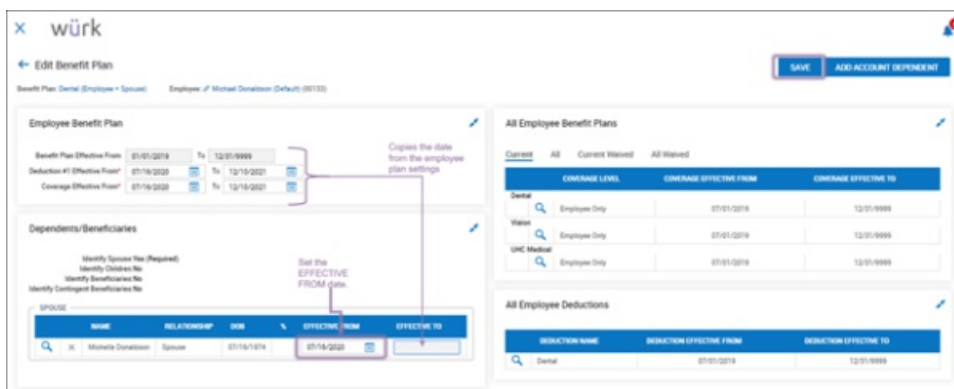 würk
Edit Benefit Plan
SAVE
ADD ACCOUNT DEPENDENT
Benefit Plan: Dental (Employee + Spouse) Employee: Michael Donaldson (Default) (00133)
Employee Benefit Plan
Benefit Plan Effective From 01/01/2019 To 12/31/9999
Deduction #1 Effective From* 07/16/2020 To 12/10/2021
Coverage Effective From* 07/16/2020 To 12/10/2021
Copies the date
from the employee
plan settings
Dependents/Beneficiaries
Identify Spouse Yes (Required)
Identify Children No
Identify Beneficiaries No
Identify Contingent Beneficiaries No
Set the
EFFECTIVE
FROM date.
SPOUSE
NAME RELATIONSHIP DOB % EFFECTIVE FROM EFFECTIVE TO
Michelle Donaldson Spouse 07/16/1974 07/16/2020
All Employee Benefit Plans
Current All Current Waived All Waived
COVERAGE LEVEL COVERAGE EFFECTIVE FROM COVERAGE EFFECTIVE TO
Dental
Employee Only 07/01/2019 12/31/9999
Vision
Employee Only 07/01/2019 12/31/9999
UHC Medical
Employee Only 07/01/2019 12/31/9999
All Employee Deductions
DEDUCTION NAME DEDUCTION EFFECTIVE FROM DEDUCTION EFFECTIVE TO
Dental 07/01/2019 12/31/9999